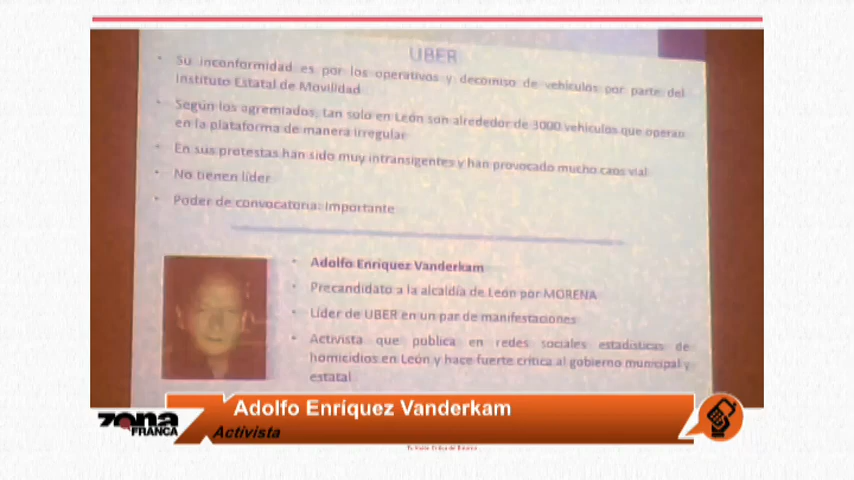 UBER
• Su inconformidad es por los operativos y decomiso de vehículos por parte del
Instituto Estatal de Movilidad
• Según los agremiados, tan solo en León son alrededor de 3000 vehículos que operan
en la plataforma de manera irregular
• En sus protestas han sido muy intransigentes y han provocado mucho caos vial
• No tienen líder
• Poder de convocatoria: Importante
• Adolfo Enríquez Vanderkam
• Precandidato a la alcaldía de León por MORENA
• Líder de UBER en un par de manifestaciones
• Activista que publica en redes sociales estadísticas de
homicidios en León y hace fuerte crítica al gobierno municipal y
estatal
Adolfo Enríquez Vanderkam
zona
FRANCA
Activista